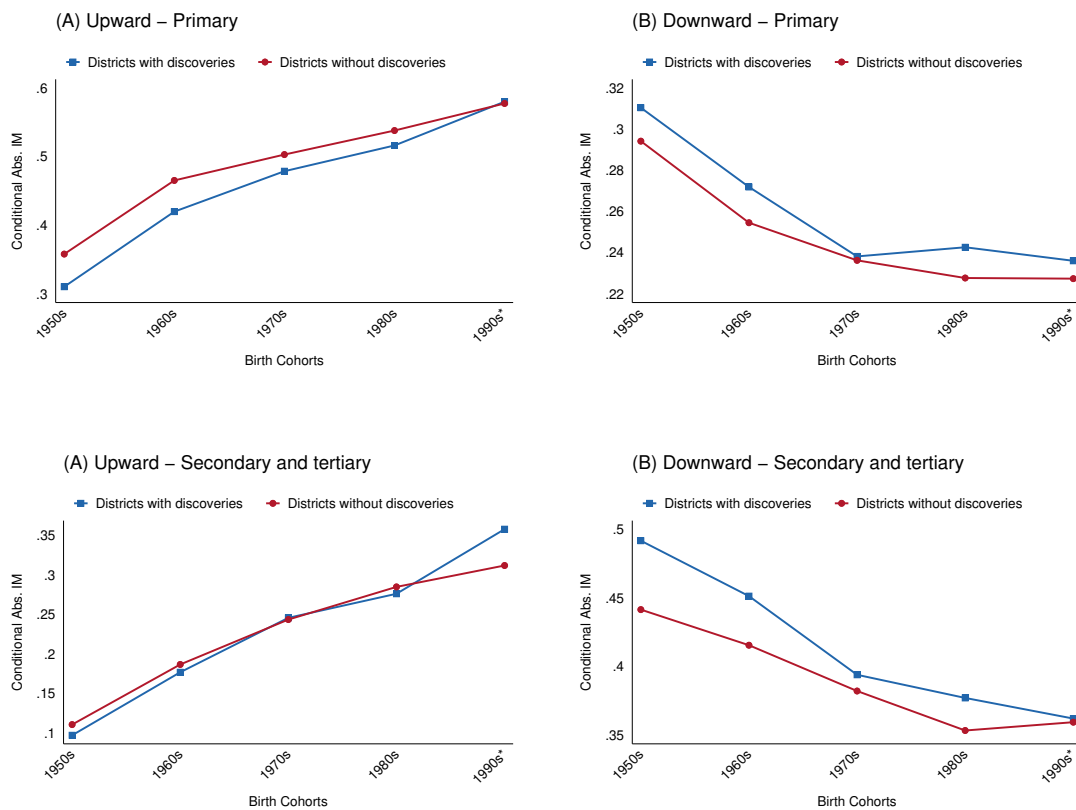 (A) Upward – Primary
Districts with discoveries Districts without discoveries
Conditional Abs. IM
.6
.5
.4
.3
1950s 1960s 1970s 1980s 1990s*
Birth Cohorts
(B) Downward – Primary
Districts with discoveries Districts without discoveries
Conditional Abs. IM
.32
.3
.28
.26
.24
.22
1950s 1960s 1970s 1980s 1990s*
Birth Cohorts
(A) Upward – Secondary and tertiary
Districts with discoveries Districts without discoveries
Conditional Abs. IM
.35
.3
.25
.2
.15
.1
1950s 1960s 1970s 1980s 1990s*
Birth Cohorts
(B) Downward – Secondary and tertiary
Districts with discoveries Districts without discoveries
Conditional Abs. IM
.5
.45
.4
.35
1950s 1960s 1970s 1980s 1990s*
Birth Cohorts